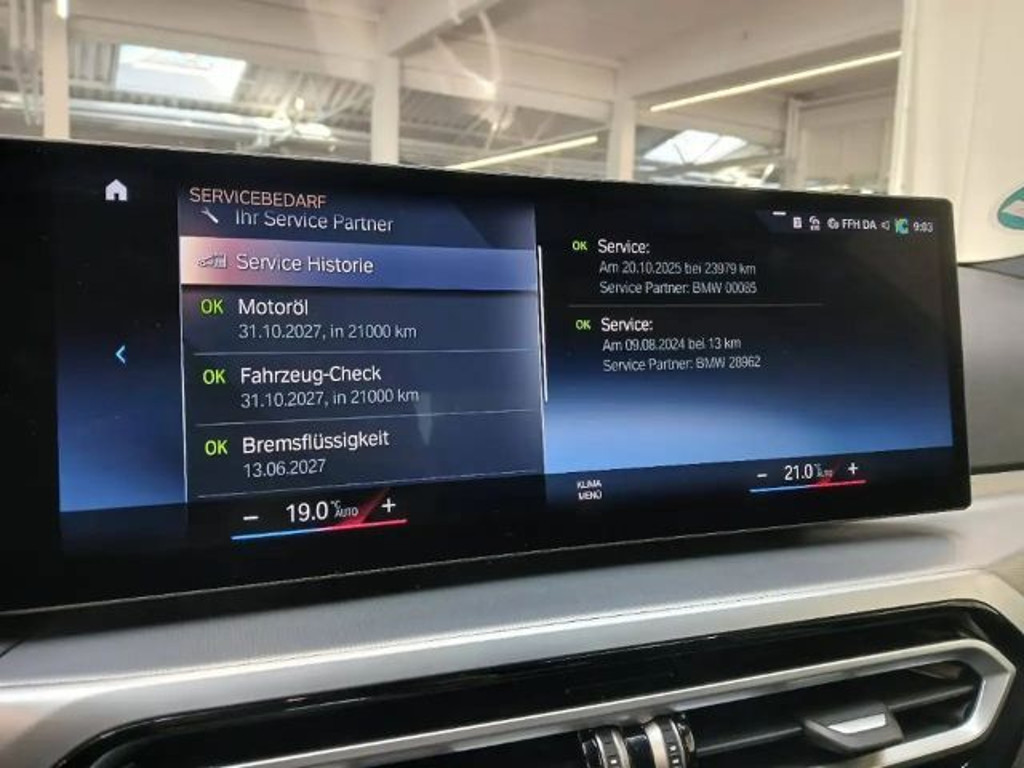 SERVICEBEDARF
Ihr Service Partner
Service Historie
OK Motoröl
31.10.2027, in 21000 km
OK Fahrzeug-Check
31.10.2027, in 21000 km
OK Bremsflüssigkeit
13.06.2027
FFH DA 9:03
OK Service:
Am 20.10.2025 bei 23979 km
Service Partner: BMW 00085
OK Service:
Am 09.08.2024 bei 13 km
Service Partner: BMW 28962
− 19.0 °C AUTO +
KLIMA
MENÜ
− 21.0 °C AUTO +